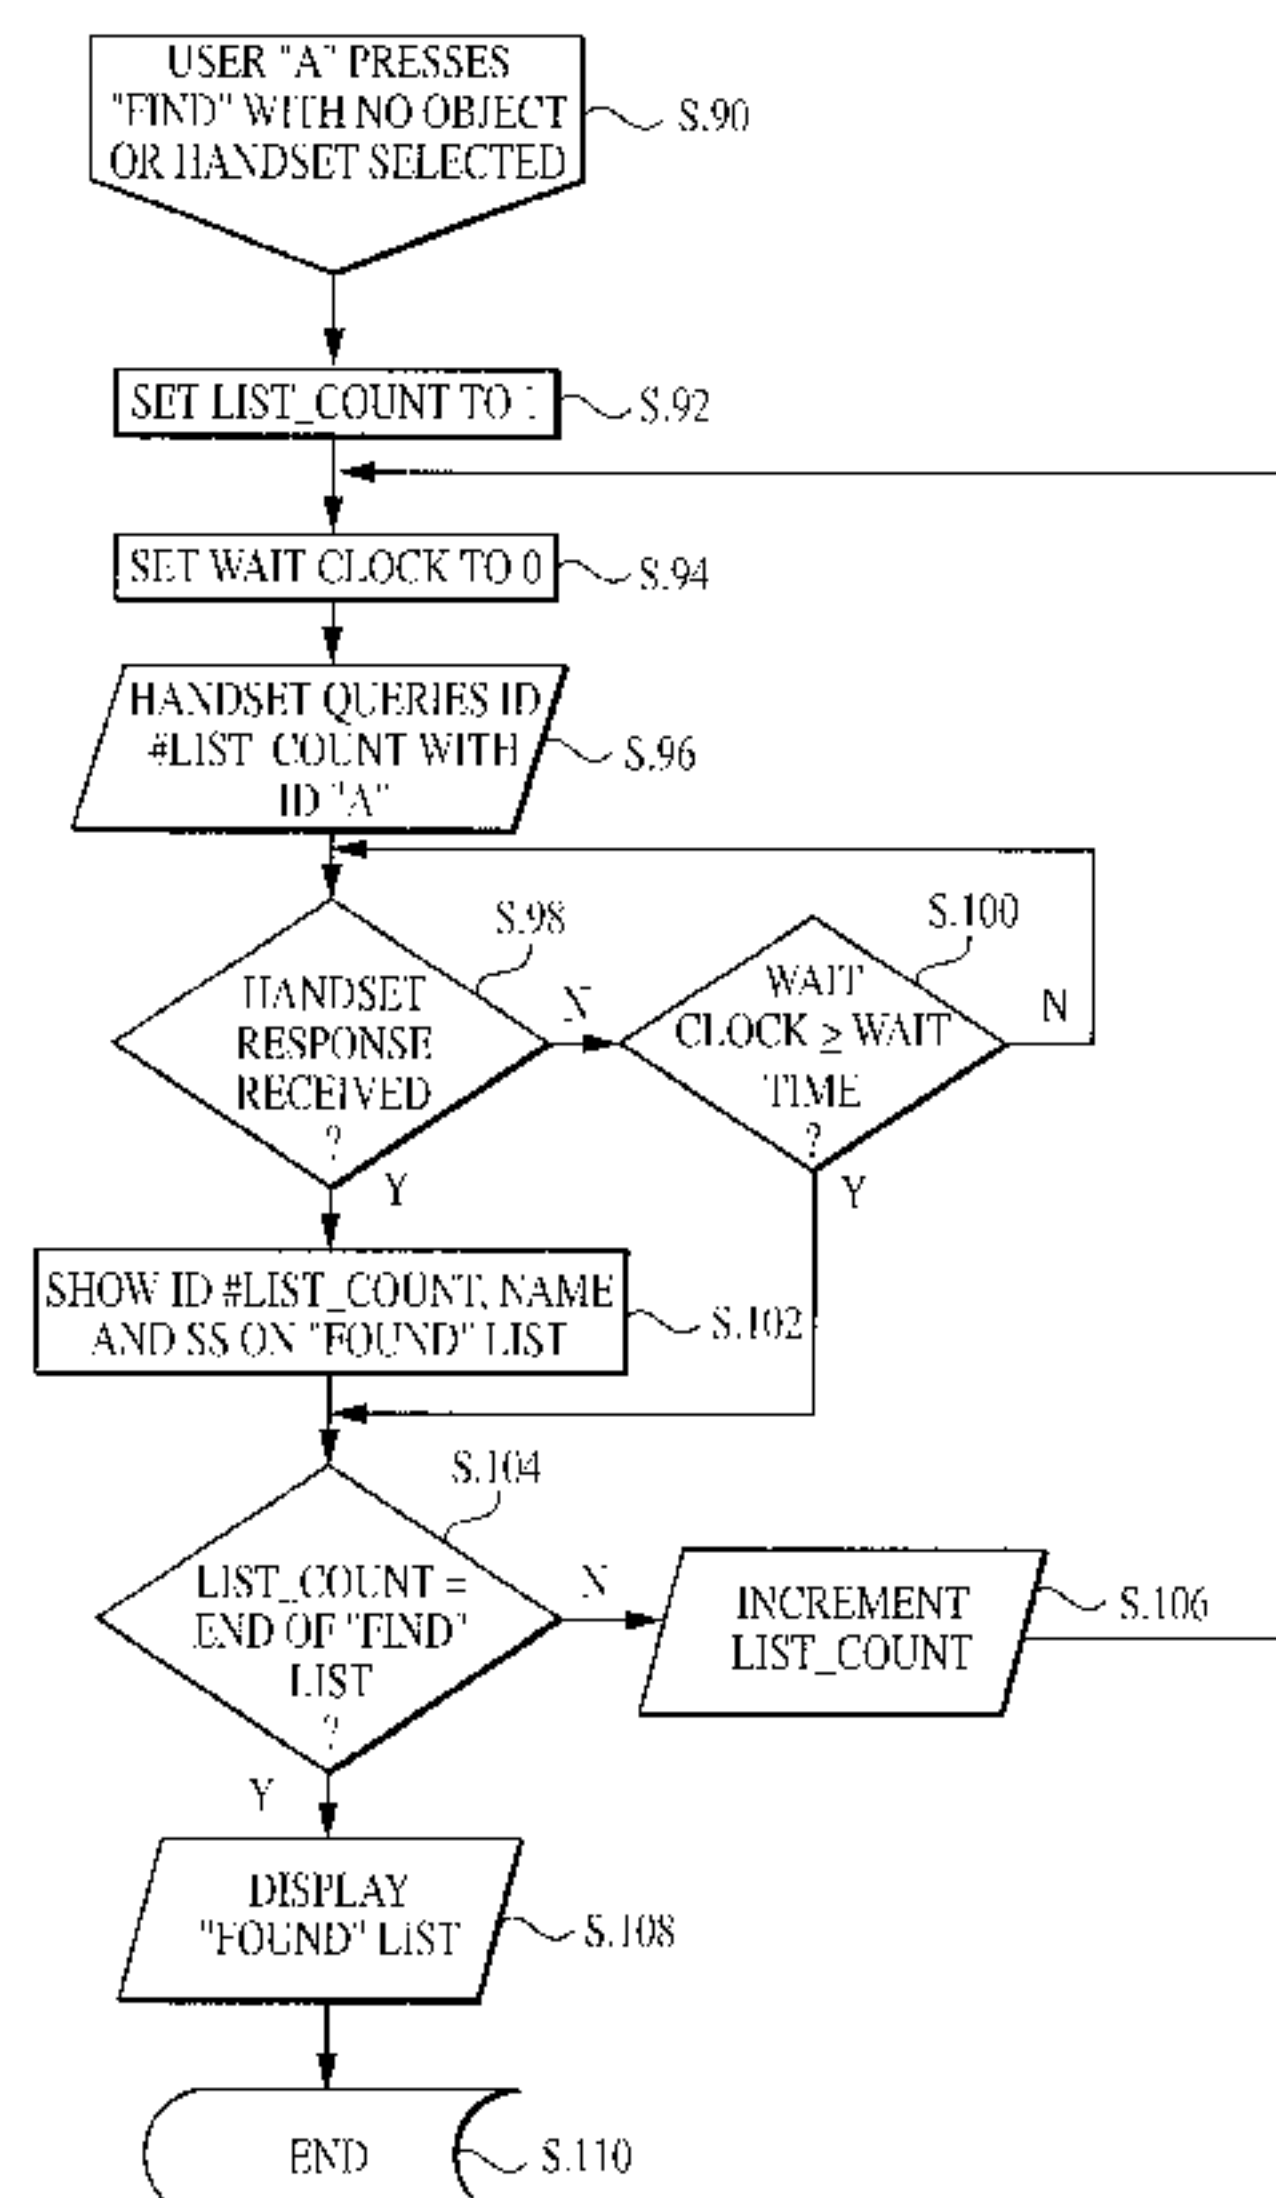 USER "A" PRESSES
"FIND" WITH NO OBJECT
OR HANDSET SELECTED
S.90
SET LIST_COUNT TO 1
S.92
SET WAIT CLOCK TO 0
S.94
HANDSET QUERIES ID
#LIST COUNT WITH
ID "A"
S.96
S.98
HANDSET
RESPONSE
RECEIVED
?
N
Y
S.100
WAIT
CLOCK ≥ WAIT
TIME
?
N
Y
SHOW ID #LIST_COUNT, NAME
AND SS ON "FOUND" LIST
S.102
S.104
LIST_COUNT =
END OF "FIND"
LIST
?
N
Y
INCREMENT
LIST_COUNT
S.106
DISPLAY
"FOUND" LIST
S.108
END
S.110